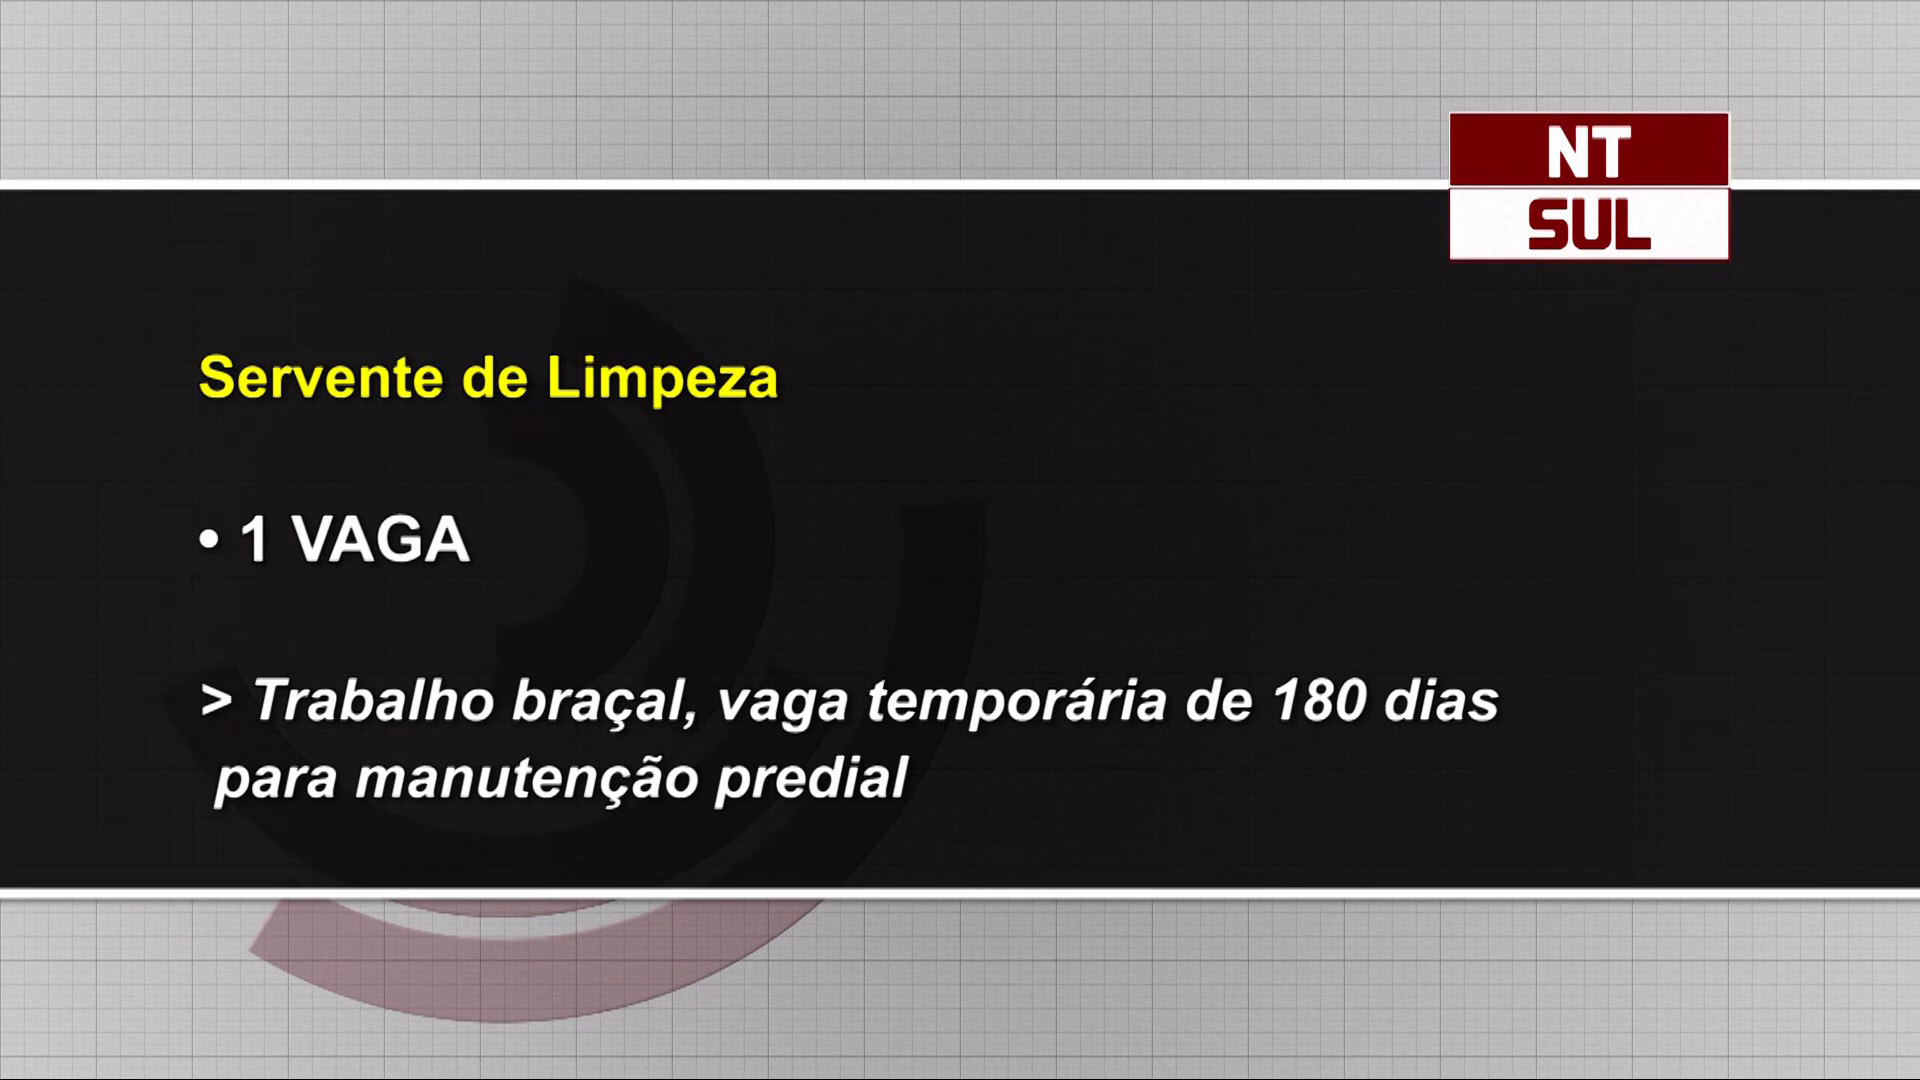 NT
SUL
Servente de Limpeza
• 1 VAGA
> Trabalho braçal, vaga temporária de 180 dias
para manutenção predial